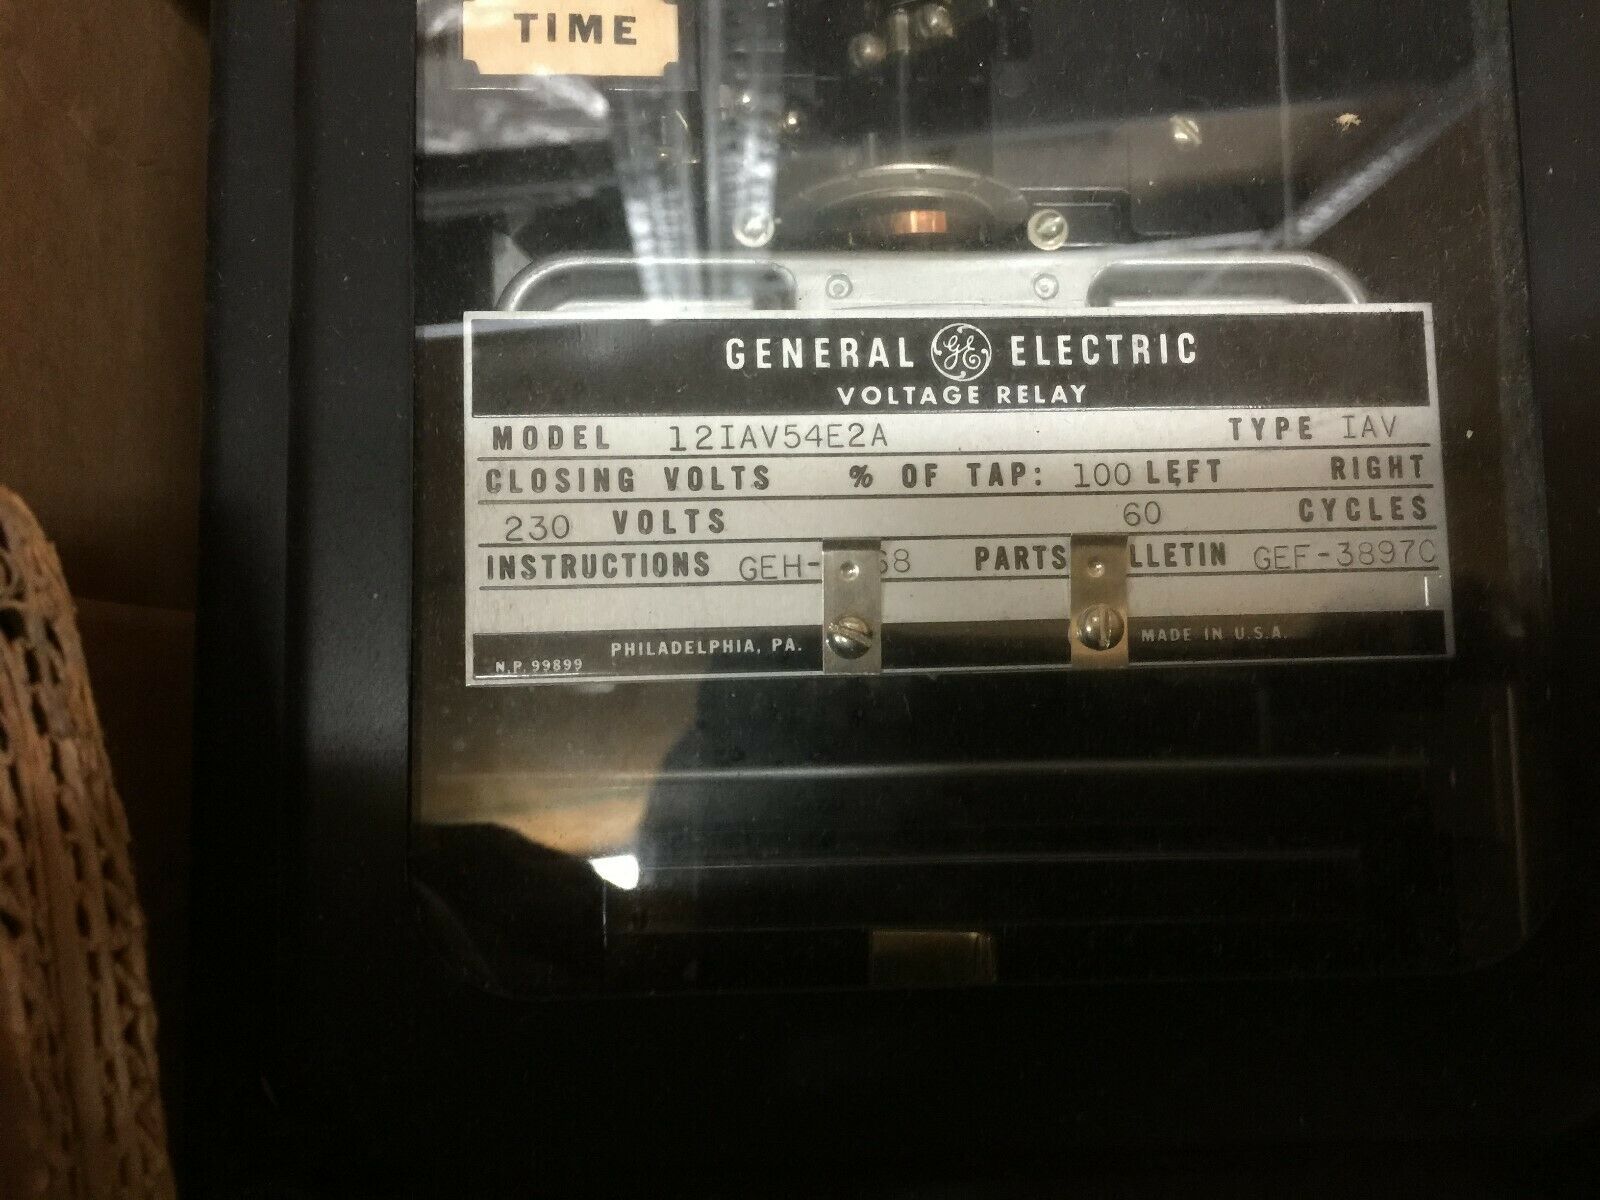 TIME
GENERAL GE ELECTRIC
VOLTAGE RELAY
MODEL 12IAV54E2A TYPE IAV
CLOSING VOLTS % OF TAP: 100 LEFT RIGHT
230 VOLTS 60 CYCLES
INSTRUCTIONS PARTS GEF-3897C
PHILADELPHIA, PA. MADE IN U.S.A.
N.P. 99899